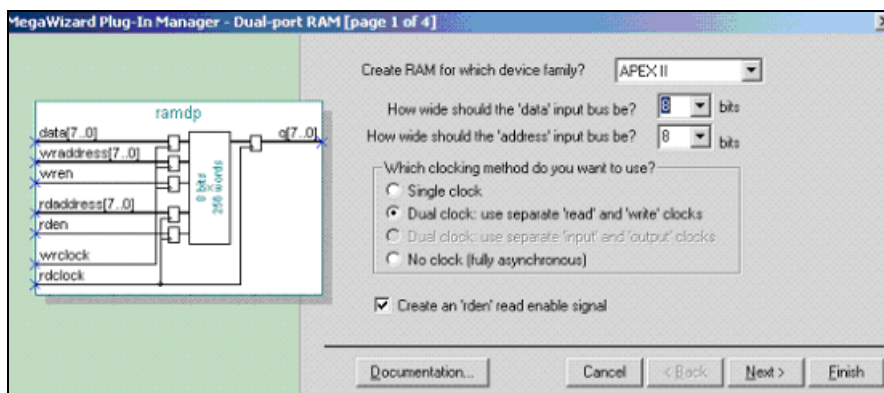 MegaWizard Plug-In Manager - Dual-port RAM [page 1 of 4]
Create RAM for which device family? APEX II
How wide should the 'data' input bus be? 8 bits
How wide should the 'address' input bus be? 8 bits
Which clocking method do you want to use?
Single clock
Dual clock: use separate 'read' and 'write' clocks
Dual clock: use separate 'input' and 'output' clocks
No clock (fully asynchronous)
Create an 'rden' read enable signal
ramdp
data[7..0]
q[7..0]
wraddress[7..0]
wren
rdaddress[7..0]
rden
wrclock
rdclock
8 bits
×
256 words
Documentation... Cancel < Back Next > Finish